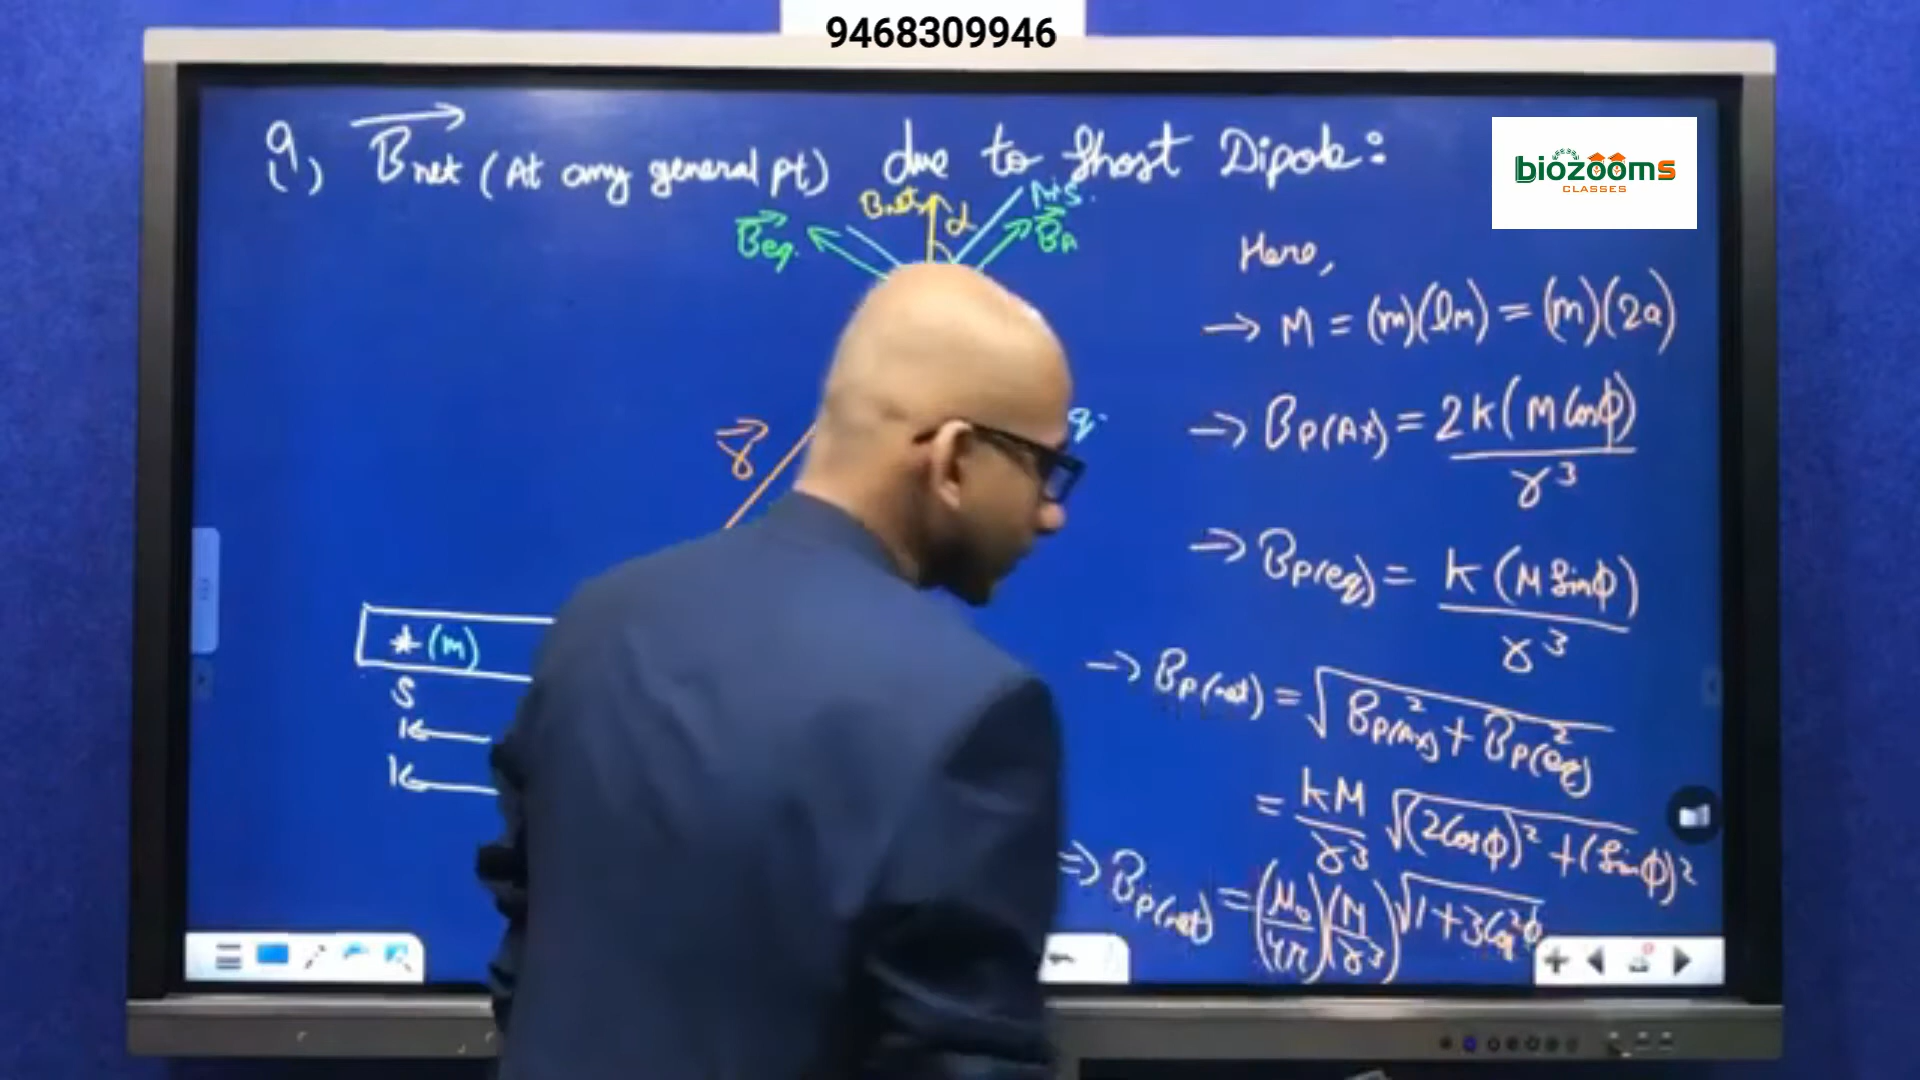 9468309946
biozooms
CLASSES
9
(i) Bnet (At any general pt) due to Short Dipole:
Bnet α
Beq. BA
Here,
→ M = (m)(lm) = (m)(2a)
→ BP(Ax) = 2K(M Cosϕ) / r³
q.
r
→ BP(eq) = K(M Sinϕ) / r³
(m)
S
→ BP(net) = √BP(Ax)² + BP(eq)²
= KM/r³ √(2Cosϕ)² + (Sinϕ)²
⇒ BP(net) = (μ₀/4π)(M/r³)√1+3Cos²ϕ